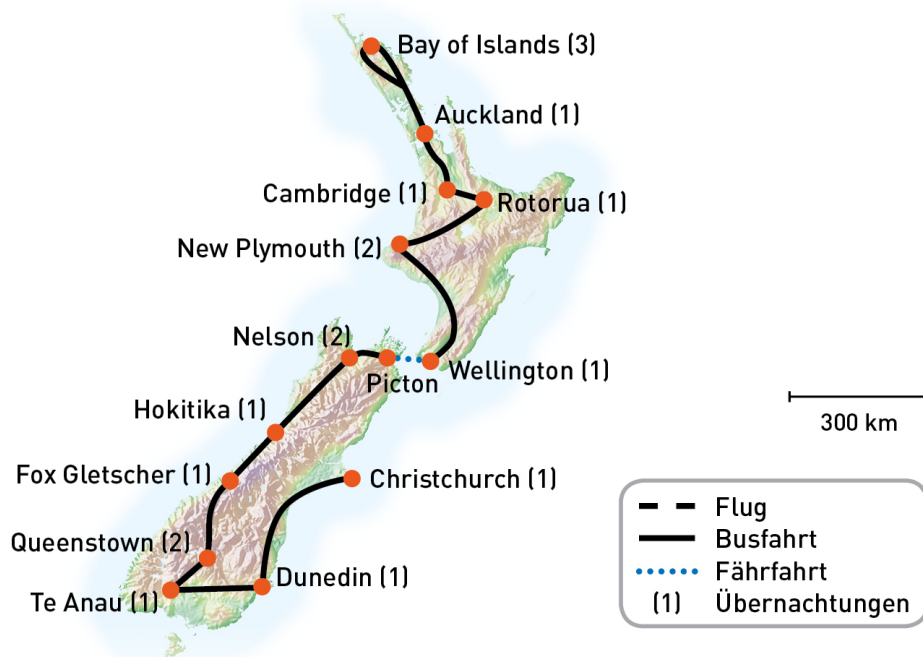 Bay of Islands (3)
Auckland (1)
Cambridge (1)
Rotorua (1)
New Plymouth (2)
Nelson (2)
Picton
Wellington (1)
Hokitika (1)
300 km
Fox Gletscher (1)
Christchurch (1)
Queenstown (2)
Dunedin (1)
Te Anau (1)
Flug
Busfahrt
Fährfahrt
(1) Übernachtungen